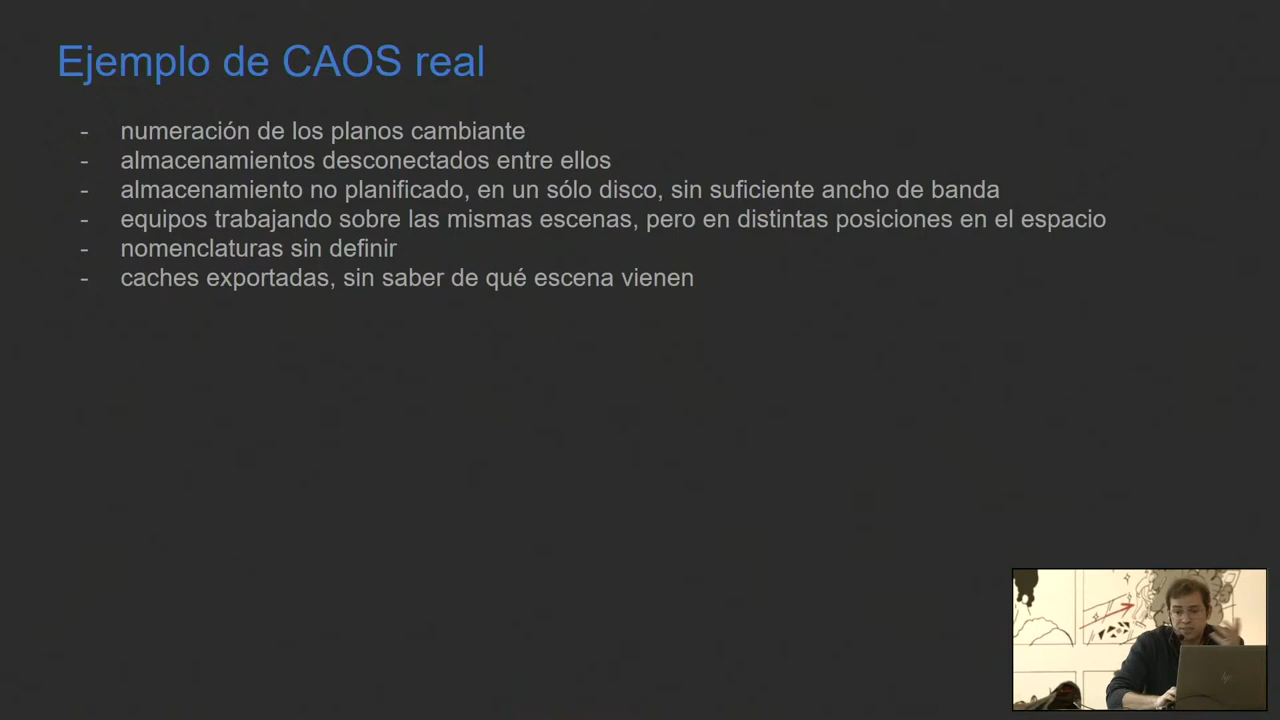 Ejemplo de CAOS real
- numeración de los planos cambiante
- almacenamientos desconectados entre ellos
- almacenamiento no planificado, en un sólo disco, sin suficiente ancho de banda
- equipos trabajando sobre las mismas escenas, pero en distintas posiciones en el espacio
- nomenclaturas sin definir
- caches exportadas, sin saber de qué escena vienen